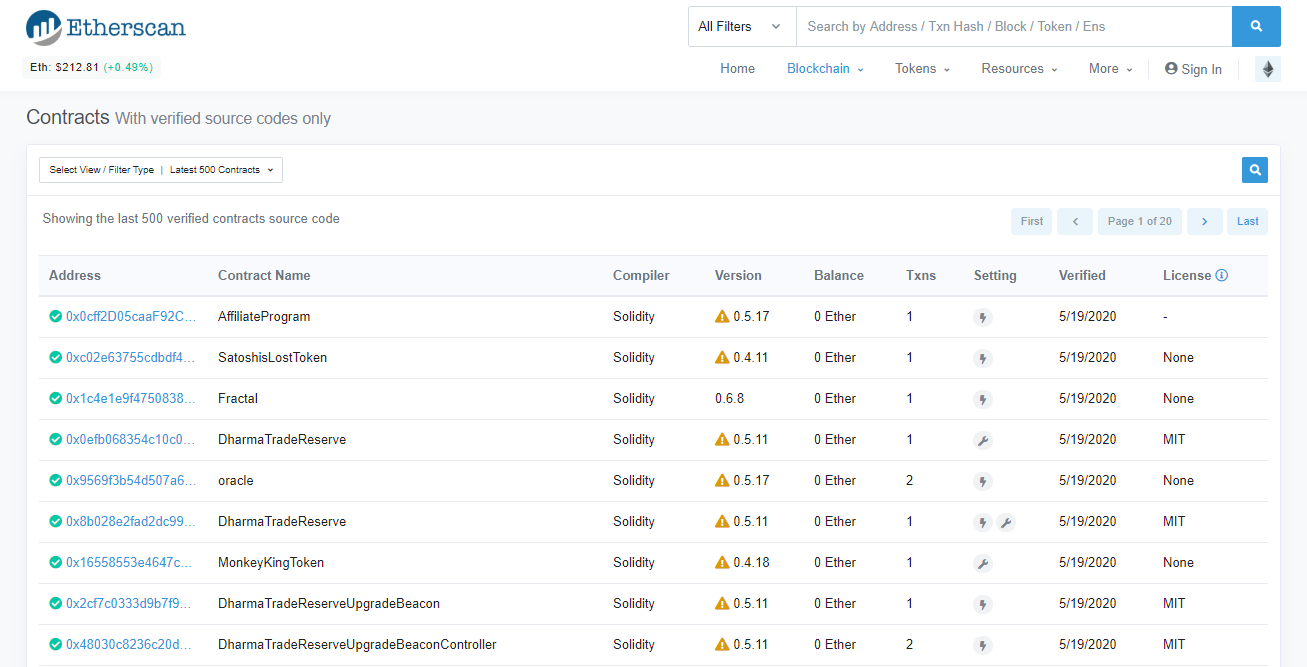 Etherscan
All Filters Search by Address / Txn Hash / Block / Token / Ens
Eth: $212.81 (+0.49%)
Home Blockchain Tokens Resources More Sign In
Contracts With verified source codes only
Select View / Filter Type | Latest 500 Contracts
Showing the last 500 verified contracts source code
First Page 1 of 20 Last
Address Contract Name Compiler Version Balance Txns Setting Verified License
0x0cff2D05caaF92C... AffiliateProgram Solidity 0.5.17 0 Ether 1 5/19/2020 -
0xc02e63755cdbdf4... SatoshisLostToken Solidity 0.4.11 0 Ether 1 5/19/2020 None
0x1c4e1e9f4750838... Fractal Solidity 0.6.8 0 Ether 1 5/19/2020 None
0x0efb068354c10c0... DharmaTradeReserve Solidity 0.5.11 0 Ether 1 5/19/2020 MIT
0x9569f3b54d507a6... oracle Solidity 0.5.17 0 Ether 2 5/19/2020 None
0x8b028e2fad2dc99... DharmaTradeReserve Solidity 0.5.11 0 Ether 1 5/19/2020 MIT
0x16558553e4647c... MonkeyKingToken Solidity 0.4.18 0 Ether 1 5/19/2020 None
0x2cf7c0333d9b7f9... DharmaTradeReserveUpgradeBeacon Solidity 0.5.11 0 Ether 1 5/19/2020 MIT
0x48030c8236c20d... DharmaTradeReserveUpgradeBeaconController Solidity 0.5.11 0 Ether 2 5/19/2020 MIT